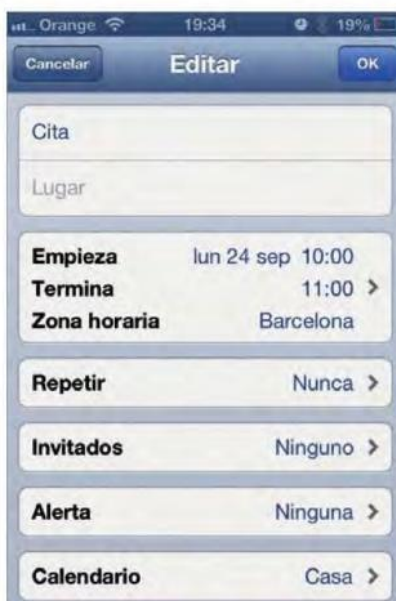 Orange 19:34 19%
Cancelar Editar OK
Cita
Lugar
Empieza lun 24 sep 10:00
Termina 11:00 >
Zona horaria Barcelona
Repetir Nunca >
Invitados Ninguno >
Alerta Ninguna >
Calendario Casa >